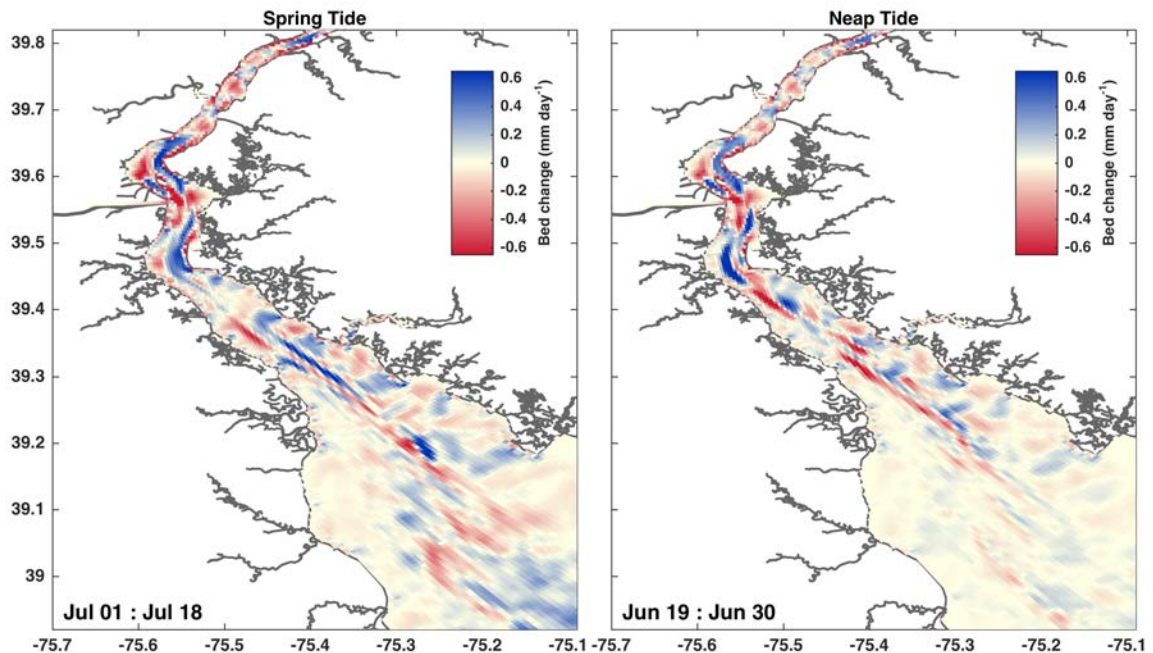 Spring Tide
Neap Tide
39.8
39.7
39.6
39.5
39.4
39.3
39.2
39.1
39
0.6
0.4
0.2
0
-0.2
-0.4
-0.6
Bed change (mm day⁻¹)
0.6
0.4
0.2
0
-0.2
-0.4
-0.6
Bed change (mm day⁻¹)
Jul 01 : Jul 18
Jun 19 : Jun 30
-75.7 -75.6 -75.5 -75.4 -75.3 -75.2 -75.1
-75.7 -75.6 -75.5 -75.4 -75.3 -75.2 -75.1